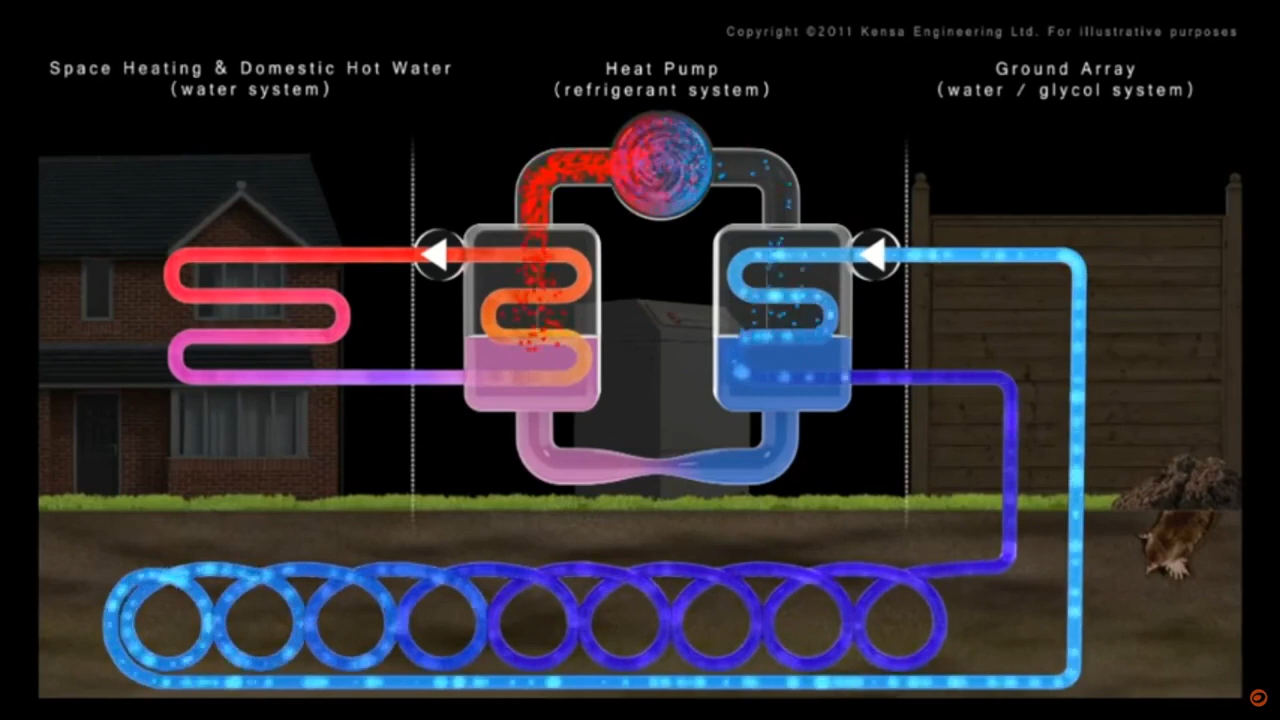 Copyright ©2011 Kensa Engineering Ltd. For illustrative purposes
Space Heating & Domestic Hot Water
(water system)
Heat Pump
(refrigerant system)
Ground Array
(water / glycol system)